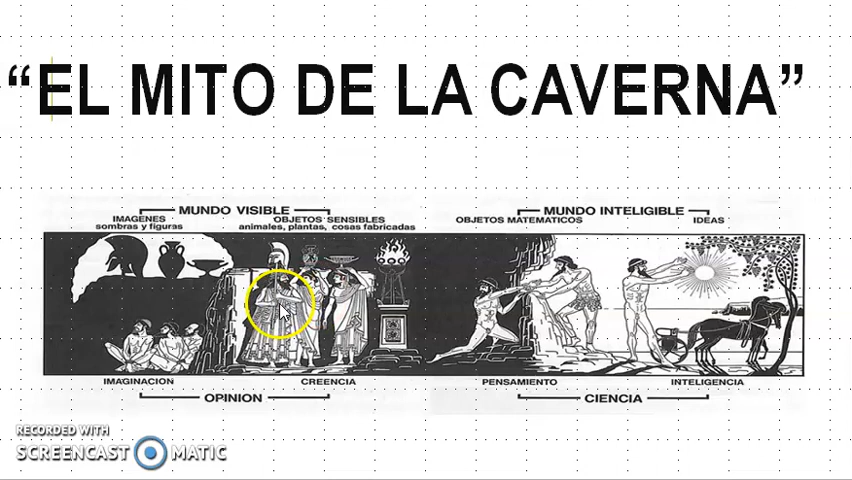 “EL MITO DE LA CAVERNA”
MUNDO VISIBLE
IMAGENES
sombras y figuras
OBJETOS SENSIBLES
animales, plantas, cosas fabricadas
MUNDO INTELIGIBLE
OBJETOS MATEMATICOS
IDEAS
IMAGINACION
CREENCIA
OPINION
PENSAMIENTO
INTELIGENCIA
CIENCIA
RECORDED WITH
SCREENCAST MATIC